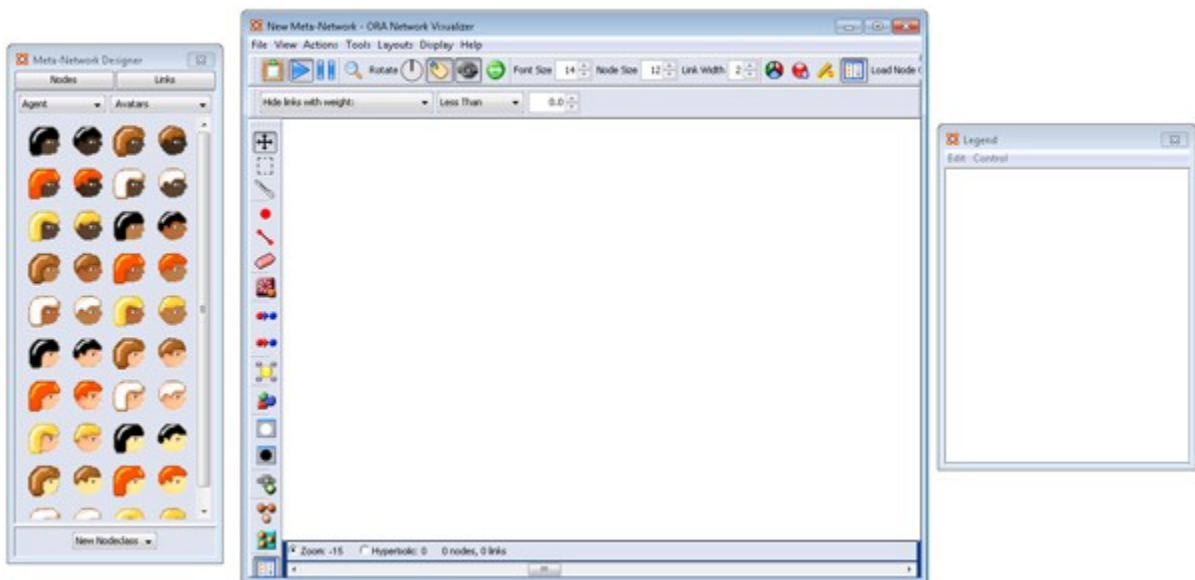 Meta-Network Designer
Nodes Links
Agent Avatars
New Nodeclass
New Meta-Network - ORA Network Visualizer
File View Actions Tools Layouts Display Help
Rotate Font Size 14 Node Size 12 Link Width 2 Load Node
Hide links with weight: Less Than 0.0
Zoom: -15 Hyperbolic: 0 0 nodes, 0 links
Legend
Edit Control